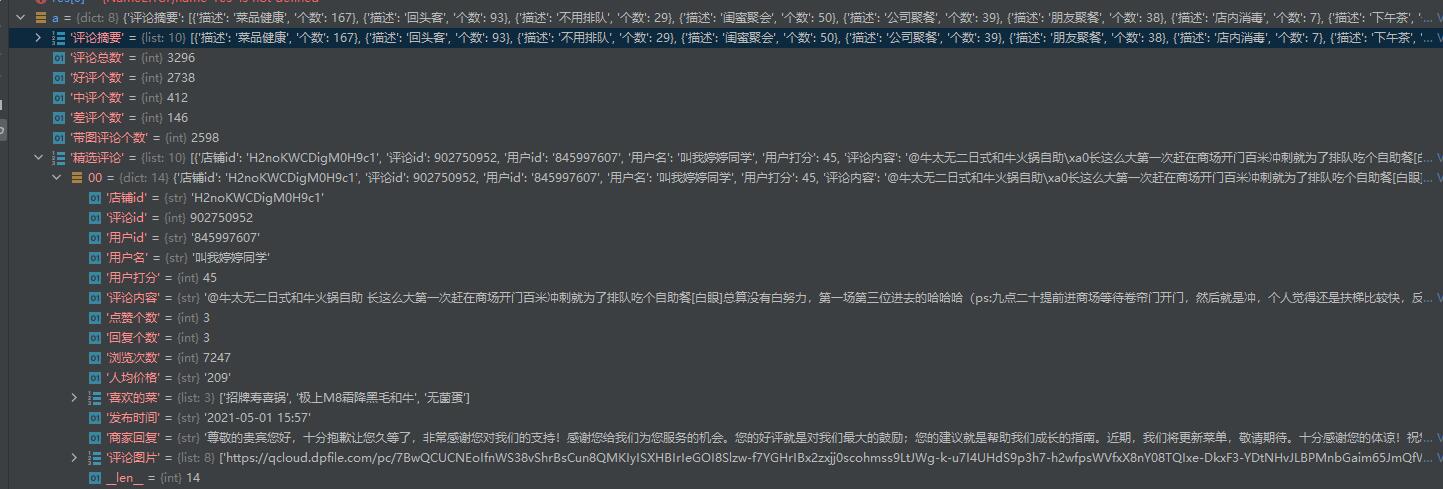 a = {dict: 8} {'评论摘要': [{'描述': '菜品健康', '个数': 167}, {'描述': '回头客', '个数': 93}, {'描述': '不用排队', '个数': 29}, {'描述': '闺蜜聚会', '个数': 50}, {'描述': '公司聚餐', '个数': 39}, {'描述': '朋友聚餐', '个数': 38}, {'描述': '店内消毒', '个数': 7}, {'描述': '下午茶', '...
'评论摘要' = {list: 10} [{'描述': '菜品健康', '个数': 167}, {'描述': '回头客', '个数': 93}, {'描述': '不用排队', '个数': 29}, {'描述': '闺蜜聚会', '个数': 50}, {'描述': '公司聚餐', '个数': 39}, {'描述': '朋友聚餐', '个数': 38}, {'描述': '店内消毒', '个数': 7}, {'描述': '下午茶', '个...
'评论总数' = {int} 3296
'好评个数' = {int} 2738
'中评个数' = {int} 412
'差评个数' = {int} 146
'带图评论个数' = {int} 2598
'精选评论' = {list: 10} [{'店铺id': 'H2noKWCDigM0H9c1', '评论id': 902750952, '用户id': '845997607', '用户名': '叫我婷婷同学', '用户打分': 45, '评论内容': '@牛太无二日式和牛火锅自助\xa0长这么大第一次赶在商场开门百米冲刺就为了排队吃个自助餐[白...
00 = {dict: 14} {'店铺id': 'H2noKWCDigM0H9c1', '评论id': 902750952, '用户id': '845997607', '用户名': '叫我婷婷同学', '用户打分': 45, '评论内容': '@牛太无二日式和牛火锅自助\xa0长这么大第一次赶在商场开门百米冲刺就为了排队吃个自助餐[白眼]...
'店铺id' = {str} 'H2noKWCDigM0H9c1'
'评论id' = {int} 902750952
'用户id' = {str} '845997607'
'用户名' = {str} '叫我婷婷同学'
'用户打分' = {int} 45
'评论内容' = {str} '@牛太无二日式和牛火锅自助 长这么大第一次赶在商场开门百米冲刺就为了排队吃个自助餐[白眼]总算没有白努力，第一场第三位进去的哈哈哈（ps:九点二十提前进商场等待卷帘门开门，然后就是冲，个人觉得还是扶梯比较快，反...
'点赞个数' = {int} 3
'回复个数' = {int} 3
'浏览次数' = {int} 7247
'人均价格' = {str} '209'
'喜欢的菜' = {list: 3} ['招牌寿喜锅', '极上M8霜降黑毛和牛', '无菌蛋']
'发布时间' = {str} '2021-05-01 15:57'
'商家回复' = {str} '尊敬的贵宾您好，十分抱歉让您久等了，非常感谢您对我们的支持！感谢您给我们为您服务的机会。您的好评就是对我们最大的鼓励；您的建议就是帮助我们成长的指南。近期，我们将更新菜单，敬请期待。十分感谢您的体谅！祝...
'评论图片' = {list: 8} ['https://qcloud.dpfile.com/pc/7BwQCUCNEoIfnWS38vShrBsCun8QMKIyISXHBIrIeGOI8Slzw-f7YGHrIBx2zxjj0scohmss9LtJWg-k-u7I4UHdS9p3h7-h2wfpsWVfxX8nY08TQIxe-DkxF3-YDtNHvJLBPMnbGaim65JmQfW...
__len__ = {int} 14